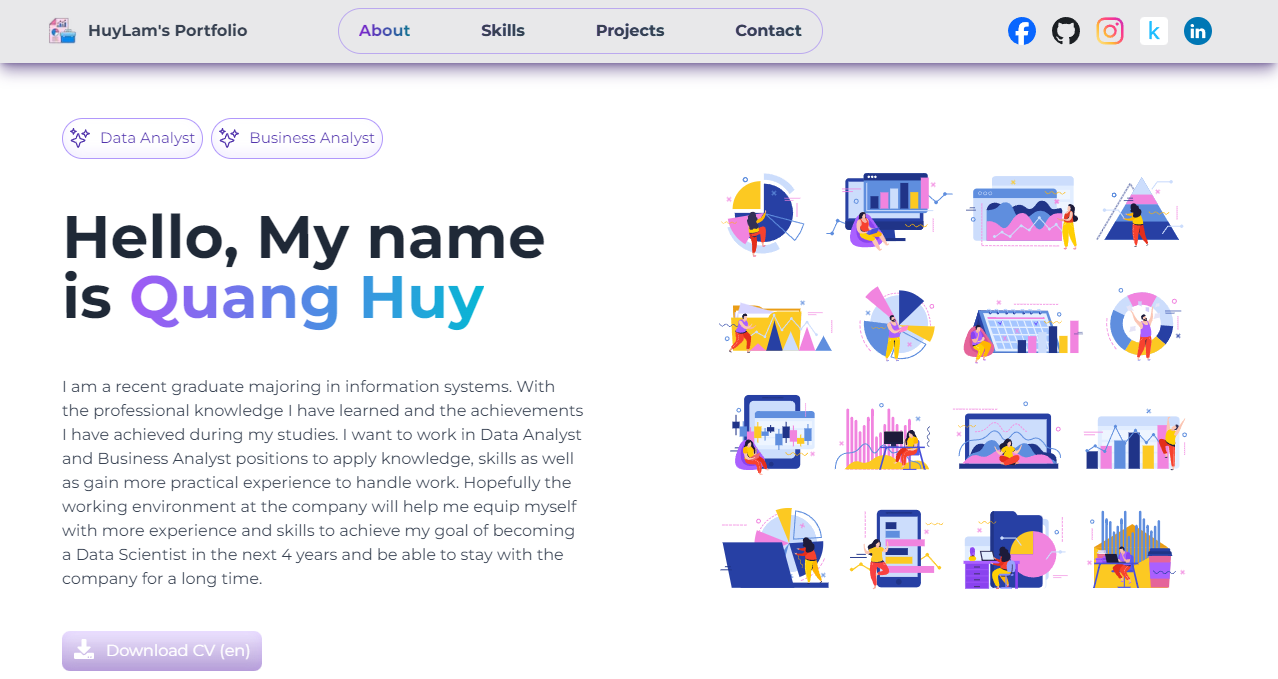 HuyLam's Portfolio
About
Skills
Projects
Contact
k
in
Data Analyst
Business Analyst
Hello, My name
is Quang Huy
I am a recent graduate majoring in information systems. With
the professional knowledge I have learned and the achievements
I have achieved during my studies. I want to work in Data Analyst
and Business Analyst positions to apply knowledge, skills as well
as gain more practical experience to handle work. Hopefully the
working environment at the company will help me equip myself
with more experience and skills to achieve my goal of becoming
a Data Scientist in the next 4 years and be able to stay with the
company for a long time.
Download CV (en)